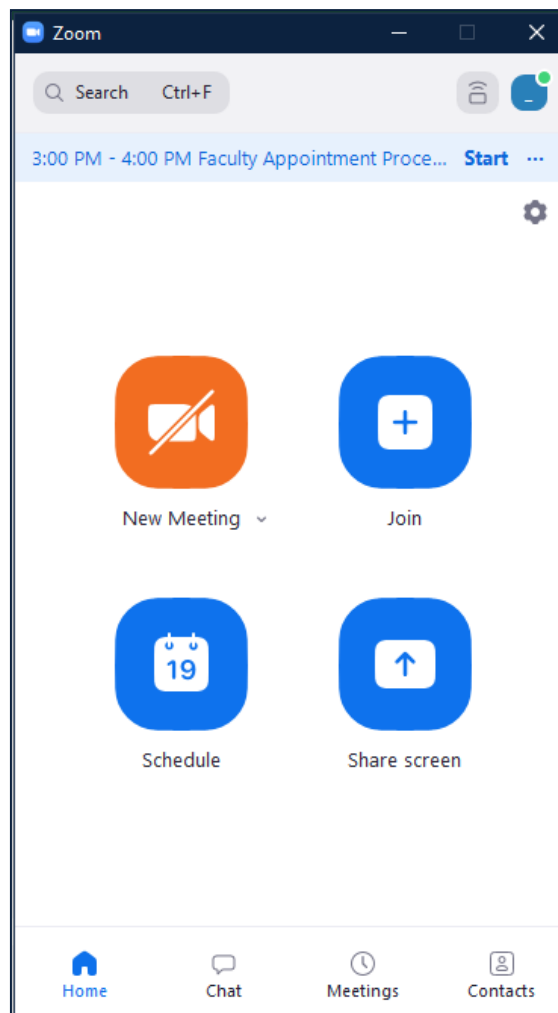 Zoom
Search Ctrl+F
3:00 PM - 4:00 PM Faculty Appointment Proce... Start ...
New Meeting Join
19
Schedule Share screen
Home Chat Meetings Contacts